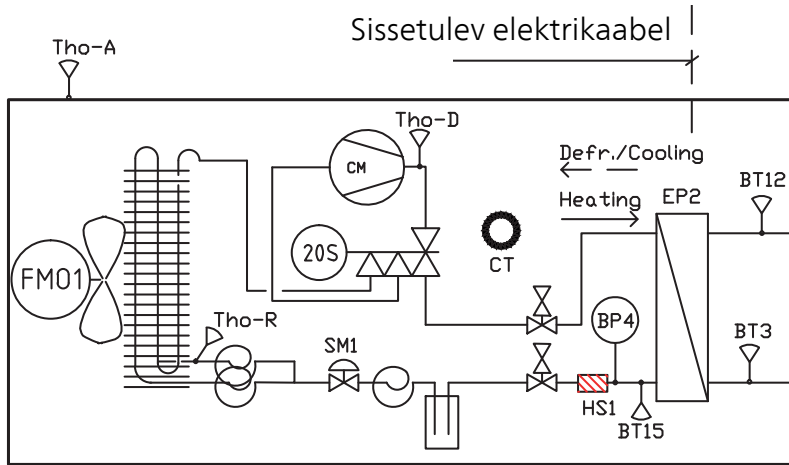 Sissetulev elektrikaabel
Tho-A
Tho-D
CM
Defr./Cooling
Heating
EP2
BT12
20S
CT
FM01
Tho-R
BP4
SM1
BT3
HS1
BT15